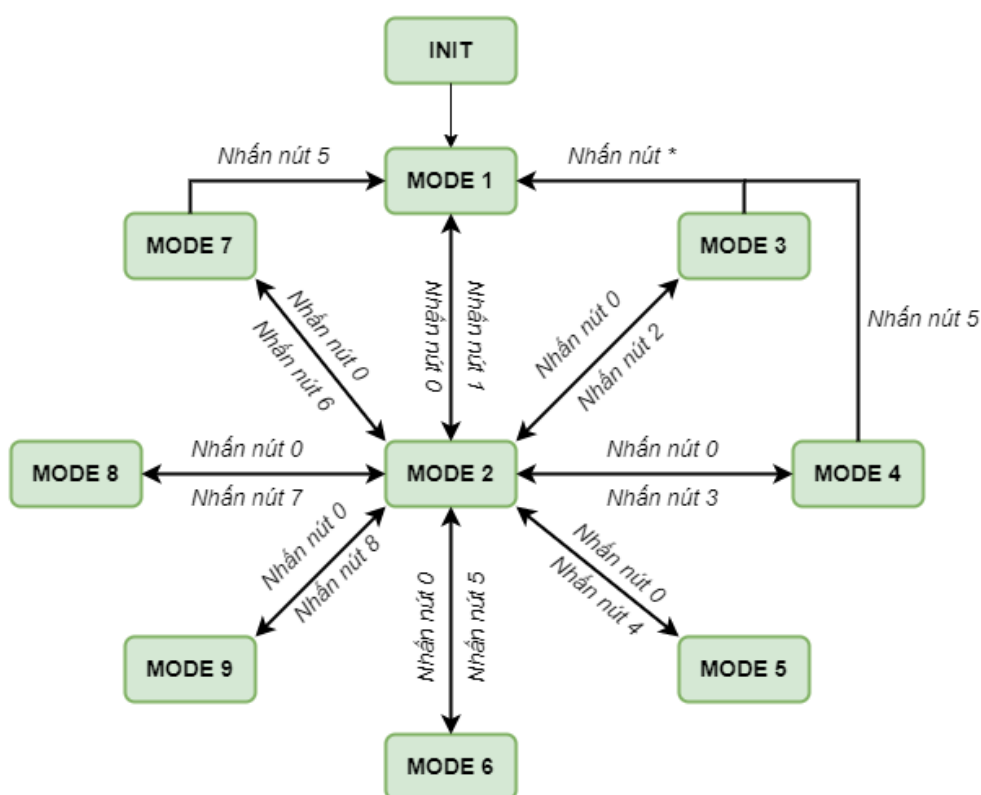 INIT
Nhấn nút 5
Nhấn nút *
MODE 1
MODE 7
MODE 3
Nhấn nút 0
Nhấn nút 6
Nhấn nút 0
Nhấn nút 1
Nhấn nút 0
Nhấn nút 2
Nhấn nút 5
MODE 8
Nhấn nút 0
Nhấn nút 7
MODE 2
Nhấn nút 0
Nhấn nút 3
MODE 4
Nhấn nút 0
Nhấn nút 8
Nhấn nút 0
Nhấn nút 5
Nhấn nút 0
Nhấn nút 4
MODE 9
MODE 5
MODE 6